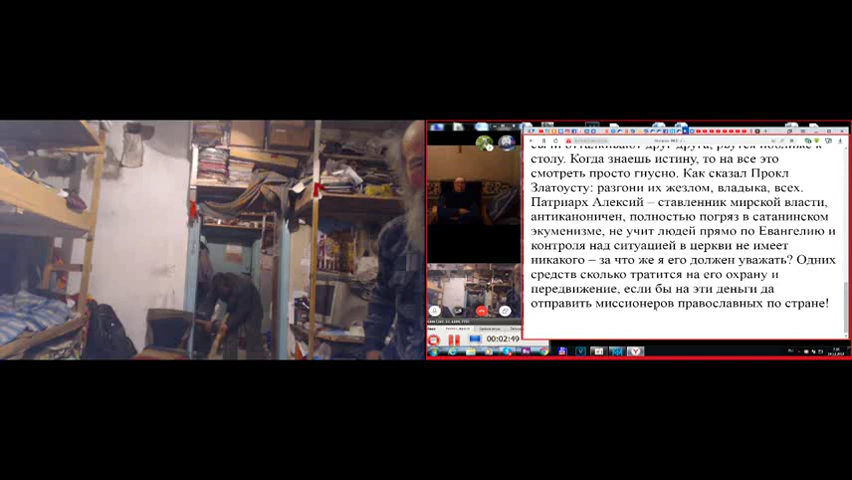 столу. Когда знаешь истину, то на все это
смотреть просто гнусно. Как сказал Прокл
Златоусту: разгони их жезлом, владыка, всех.
Патриарх Алексий – ставленник мирской власти,
антиканоничен, полностью погряз в сатанинском
экуменизме, не учит людей прямо по Евангелию и
контроля над ситуацией в церкви не имеет
никакого – за что же я его должен уважать? Одних
средств сколько тратится на его охрану и
передвижение, если бы на эти деньги да
отправить миссионеров православных по стране!
00:02:49